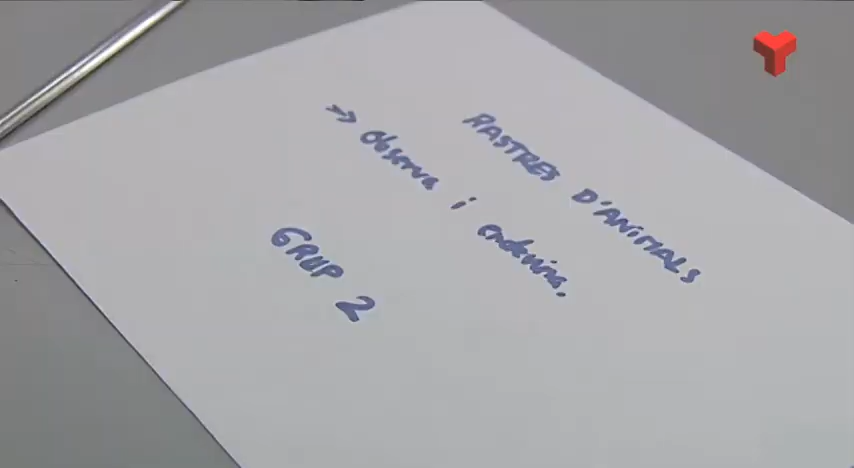 RASTRES D'ANIMALS
→ Observa i endevina.
GRUP 2